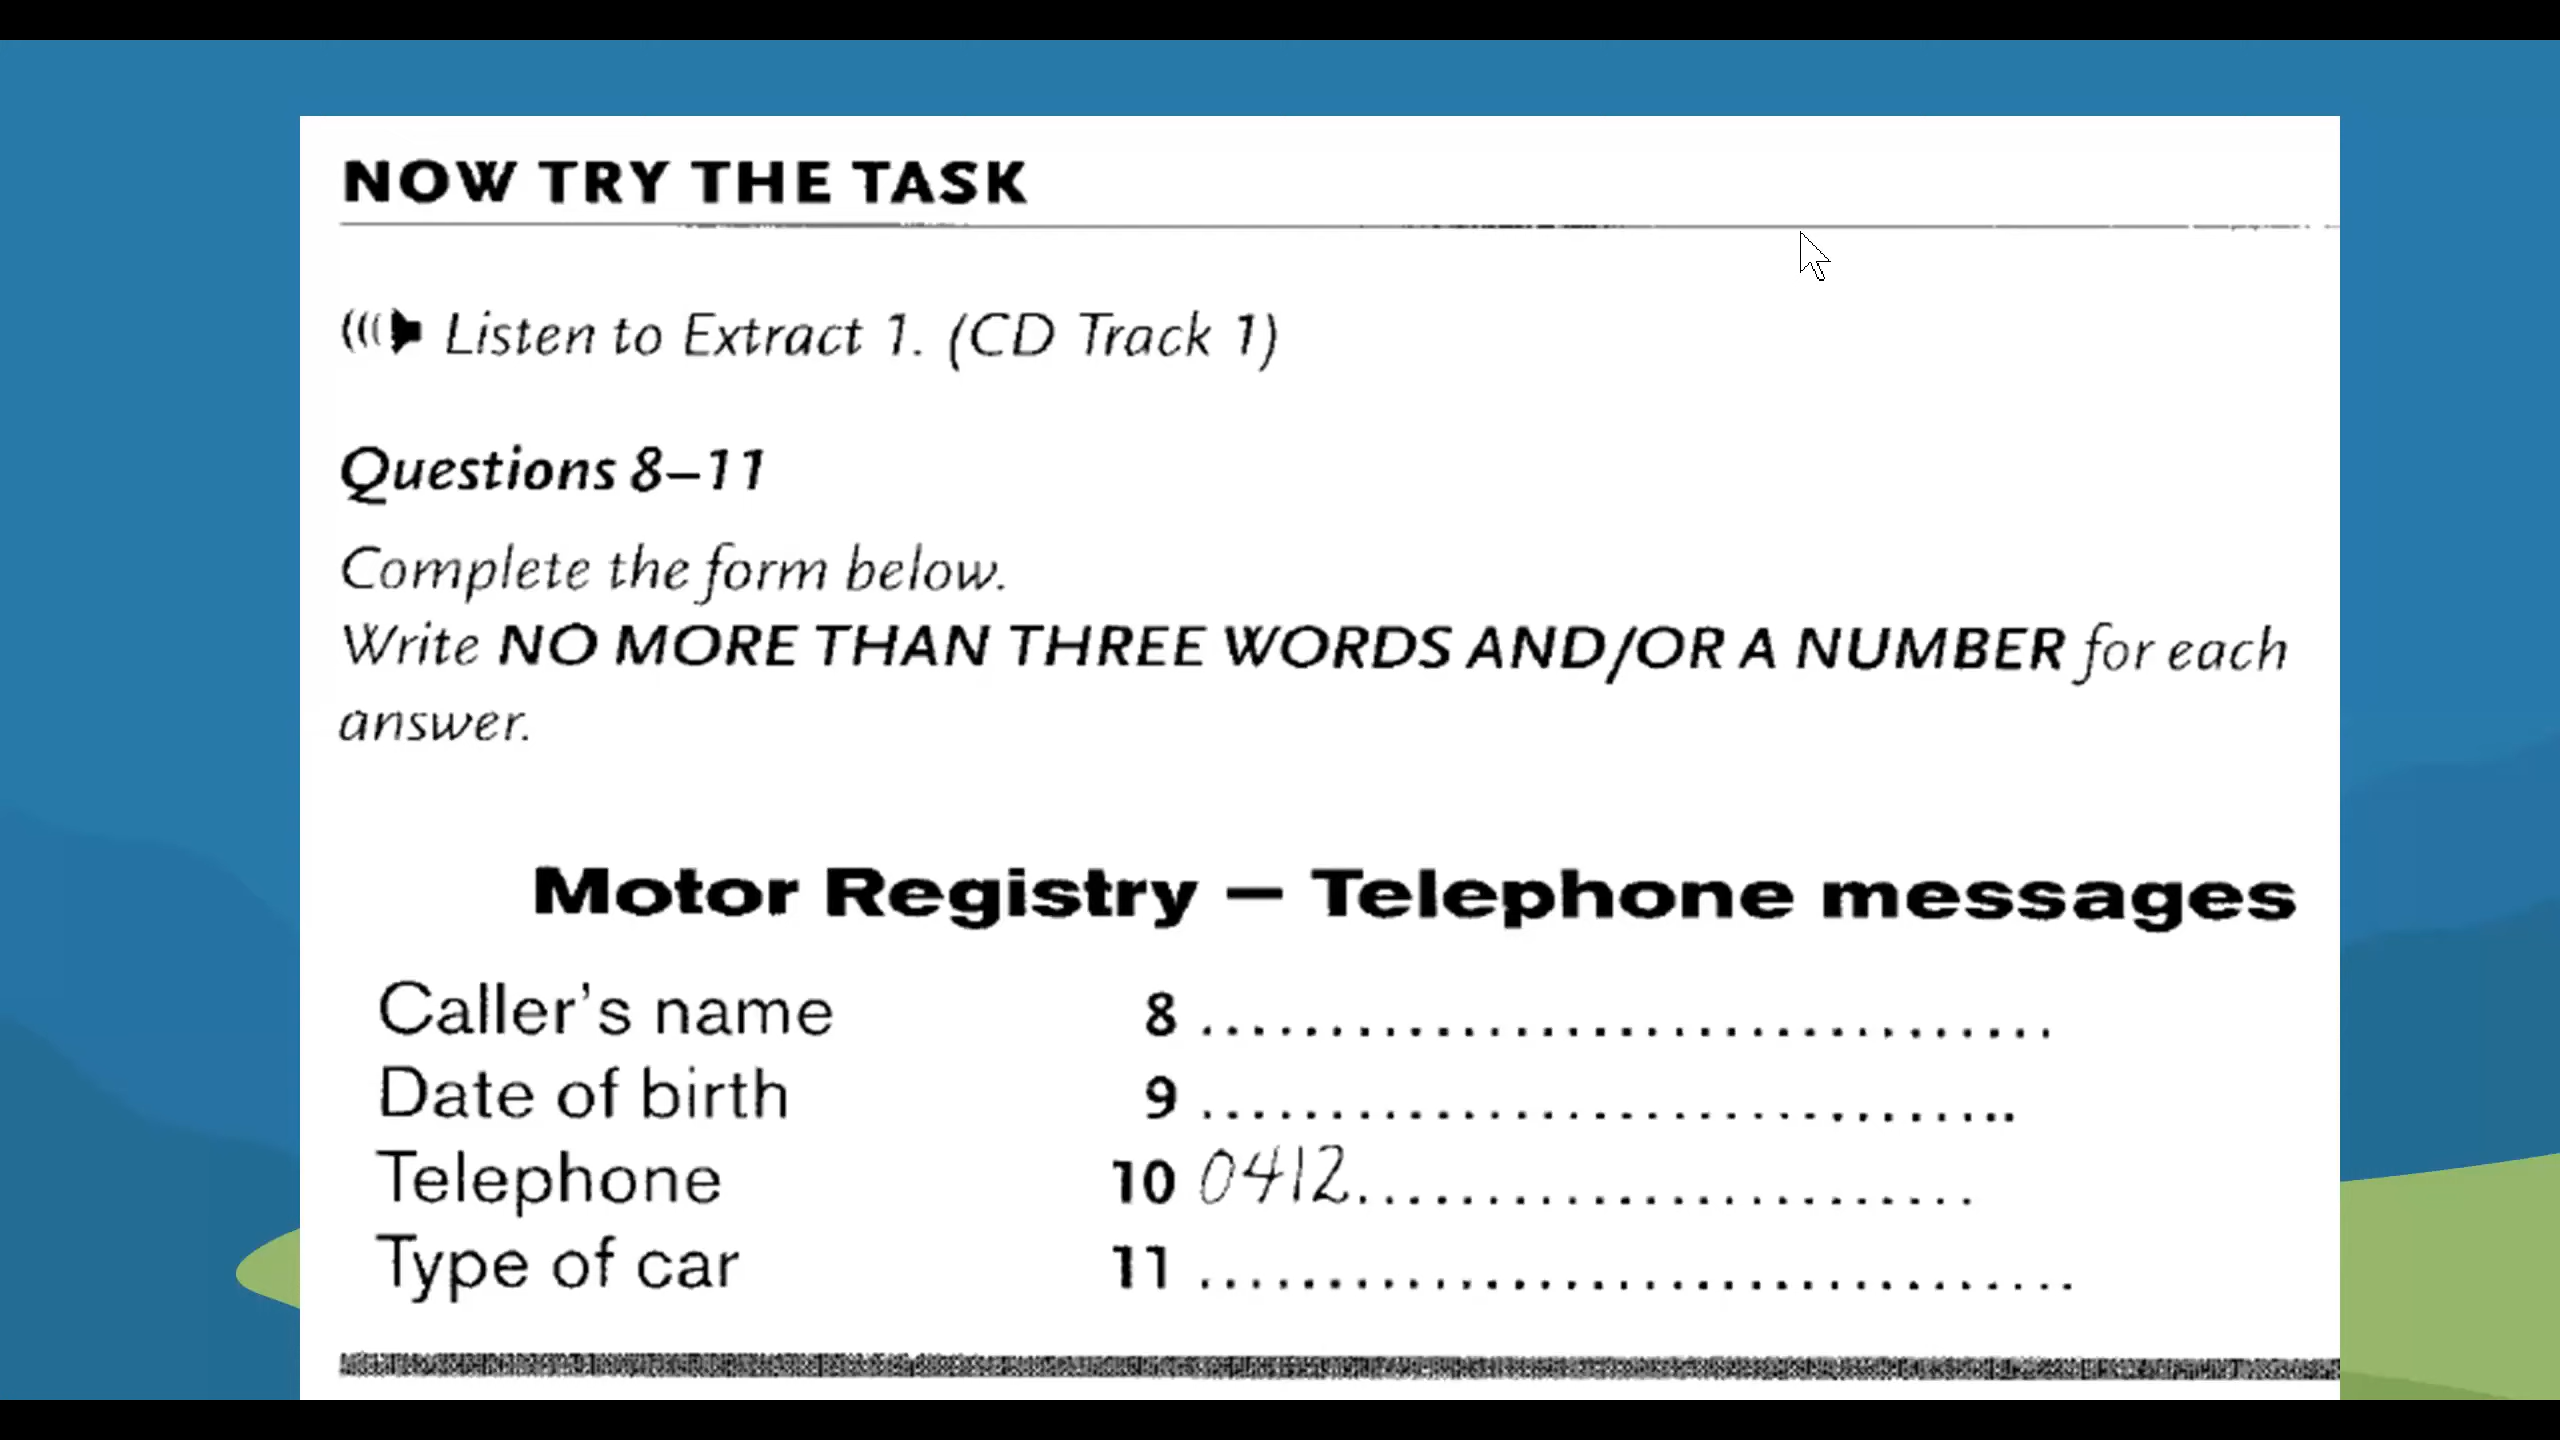 NOW TRY THE TASK
Listen to Extract 1. (CD Track 1)
Questions 8–11
Complete the form below.
Write NO MORE THAN THREE WORDS AND/OR A NUMBER for each
answer.
Motor Registry – Telephone messages
Caller's name 8 ..................................
Date of birth 9 ................................
Telephone 10 0412........................
Type of car 11 ..................................